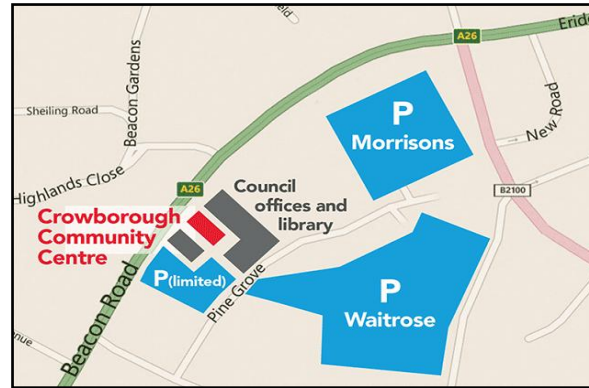 A26
Erid
Beacon Gardens
Sheiling Road
P
Morrisons
New Road
Highlands Close
A26
Council
offices and
library
B2100
Crowborough
Community
Centre
P(limited)
Pine Grove
P
Waitrose
Beacon Road
nue